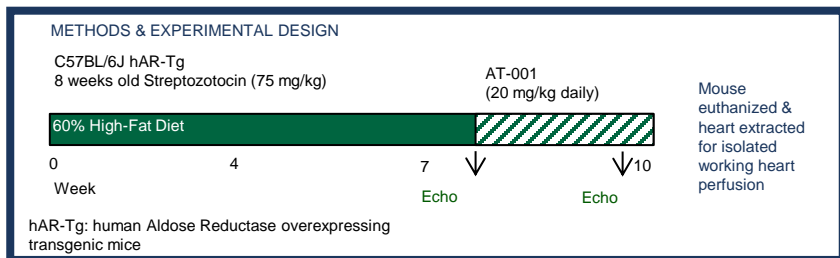 METHODS & EXPERIMENTAL DESIGN
C57BL/6J hAR-Tg
8 weeks old Streptozotocin (75 mg/kg)
AT-001
(20 mg/kg daily)
60% High-Fat Diet
0 4 7 10
Week
Echo Echo
Mouse
euthanized &
heart extracted
for isolated
working heart
perfusion
hAR-Tg: human Aldose Reductase overexpressing
transgenic mice